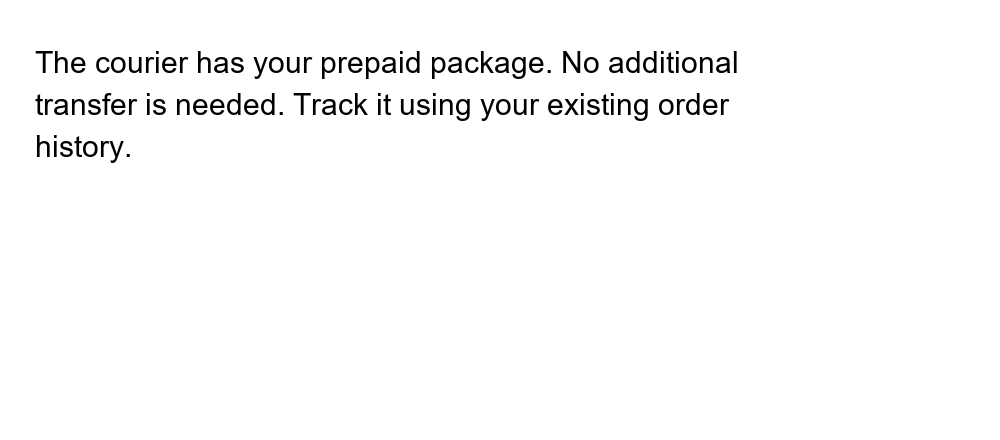 The courier has your prepaid package. No additional
transfer is needed. Track it using your existing order
history.